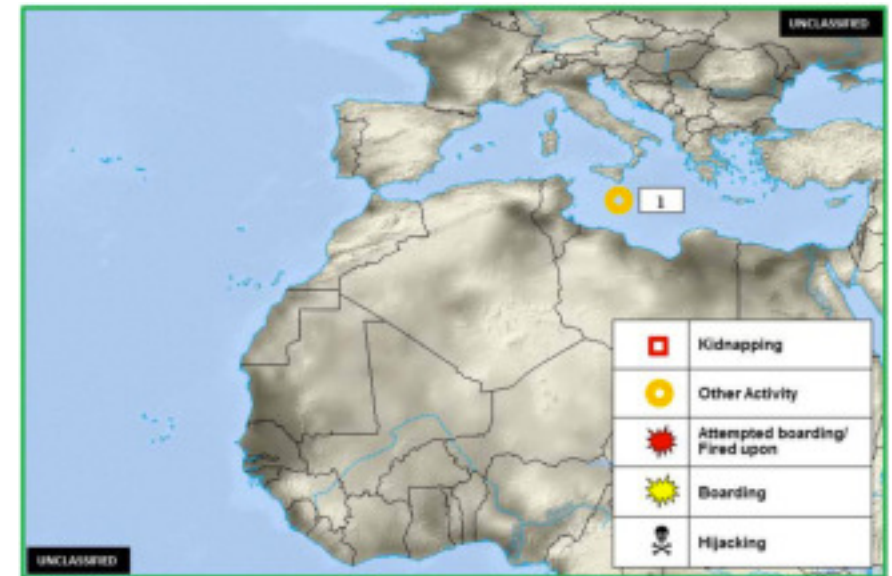 UNCLASSIFIED
1
Kidnapping
Other Activity
Attempted boarding/
Fired upon
Boarding
Hijacking
UNCLASSIFIED